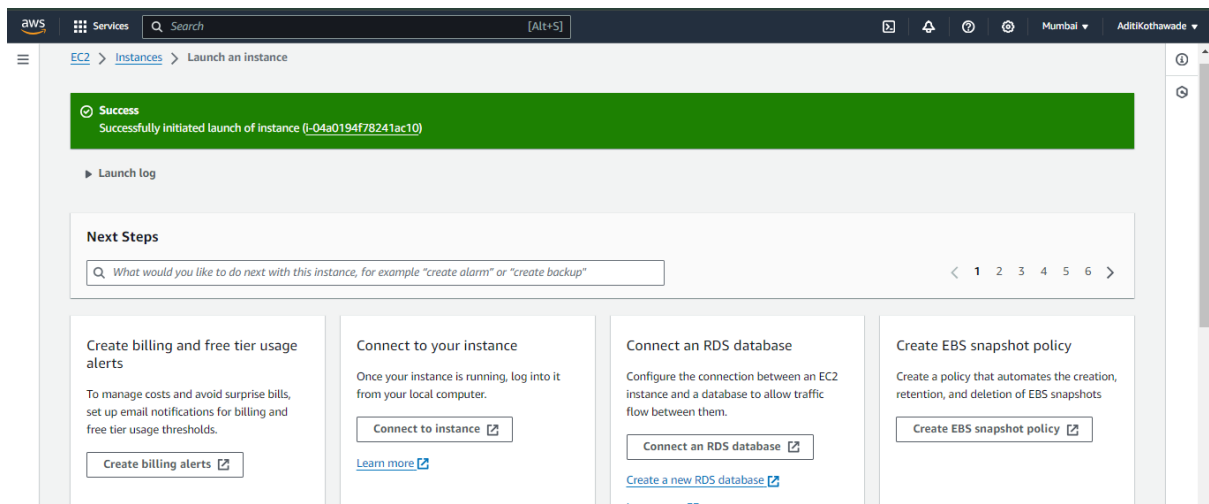 aws
Services
Search
[Alt+S]
Mumbai
AditiKothawade
EC2 > Instances > Launch an instance
Success
Successfully initiated launch of instance (i-04a0194f78241ac10)
Launch log
Next Steps
What would you like to do next with this instance, for example "create alarm" or "create backup"
1 2 3 4 5 6
Create billing and free tier usage
alerts
To manage costs and avoid surprise bills,
set up email notifications for billing and
free tier usage thresholds.
Create billing alerts
Connect to your instance
Once your instance is running, log into it
from your local computer.
Connect to instance
Learn more
Connect an RDS database
Configure the connection between an EC2
instance and a database to allow traffic
flow between them.
Connect an RDS database
Create a new RDS database
Create EBS snapshot policy
Create a policy that automates the creation,
retention, and deletion of EBS snapshots
Create EBS snapshot policy